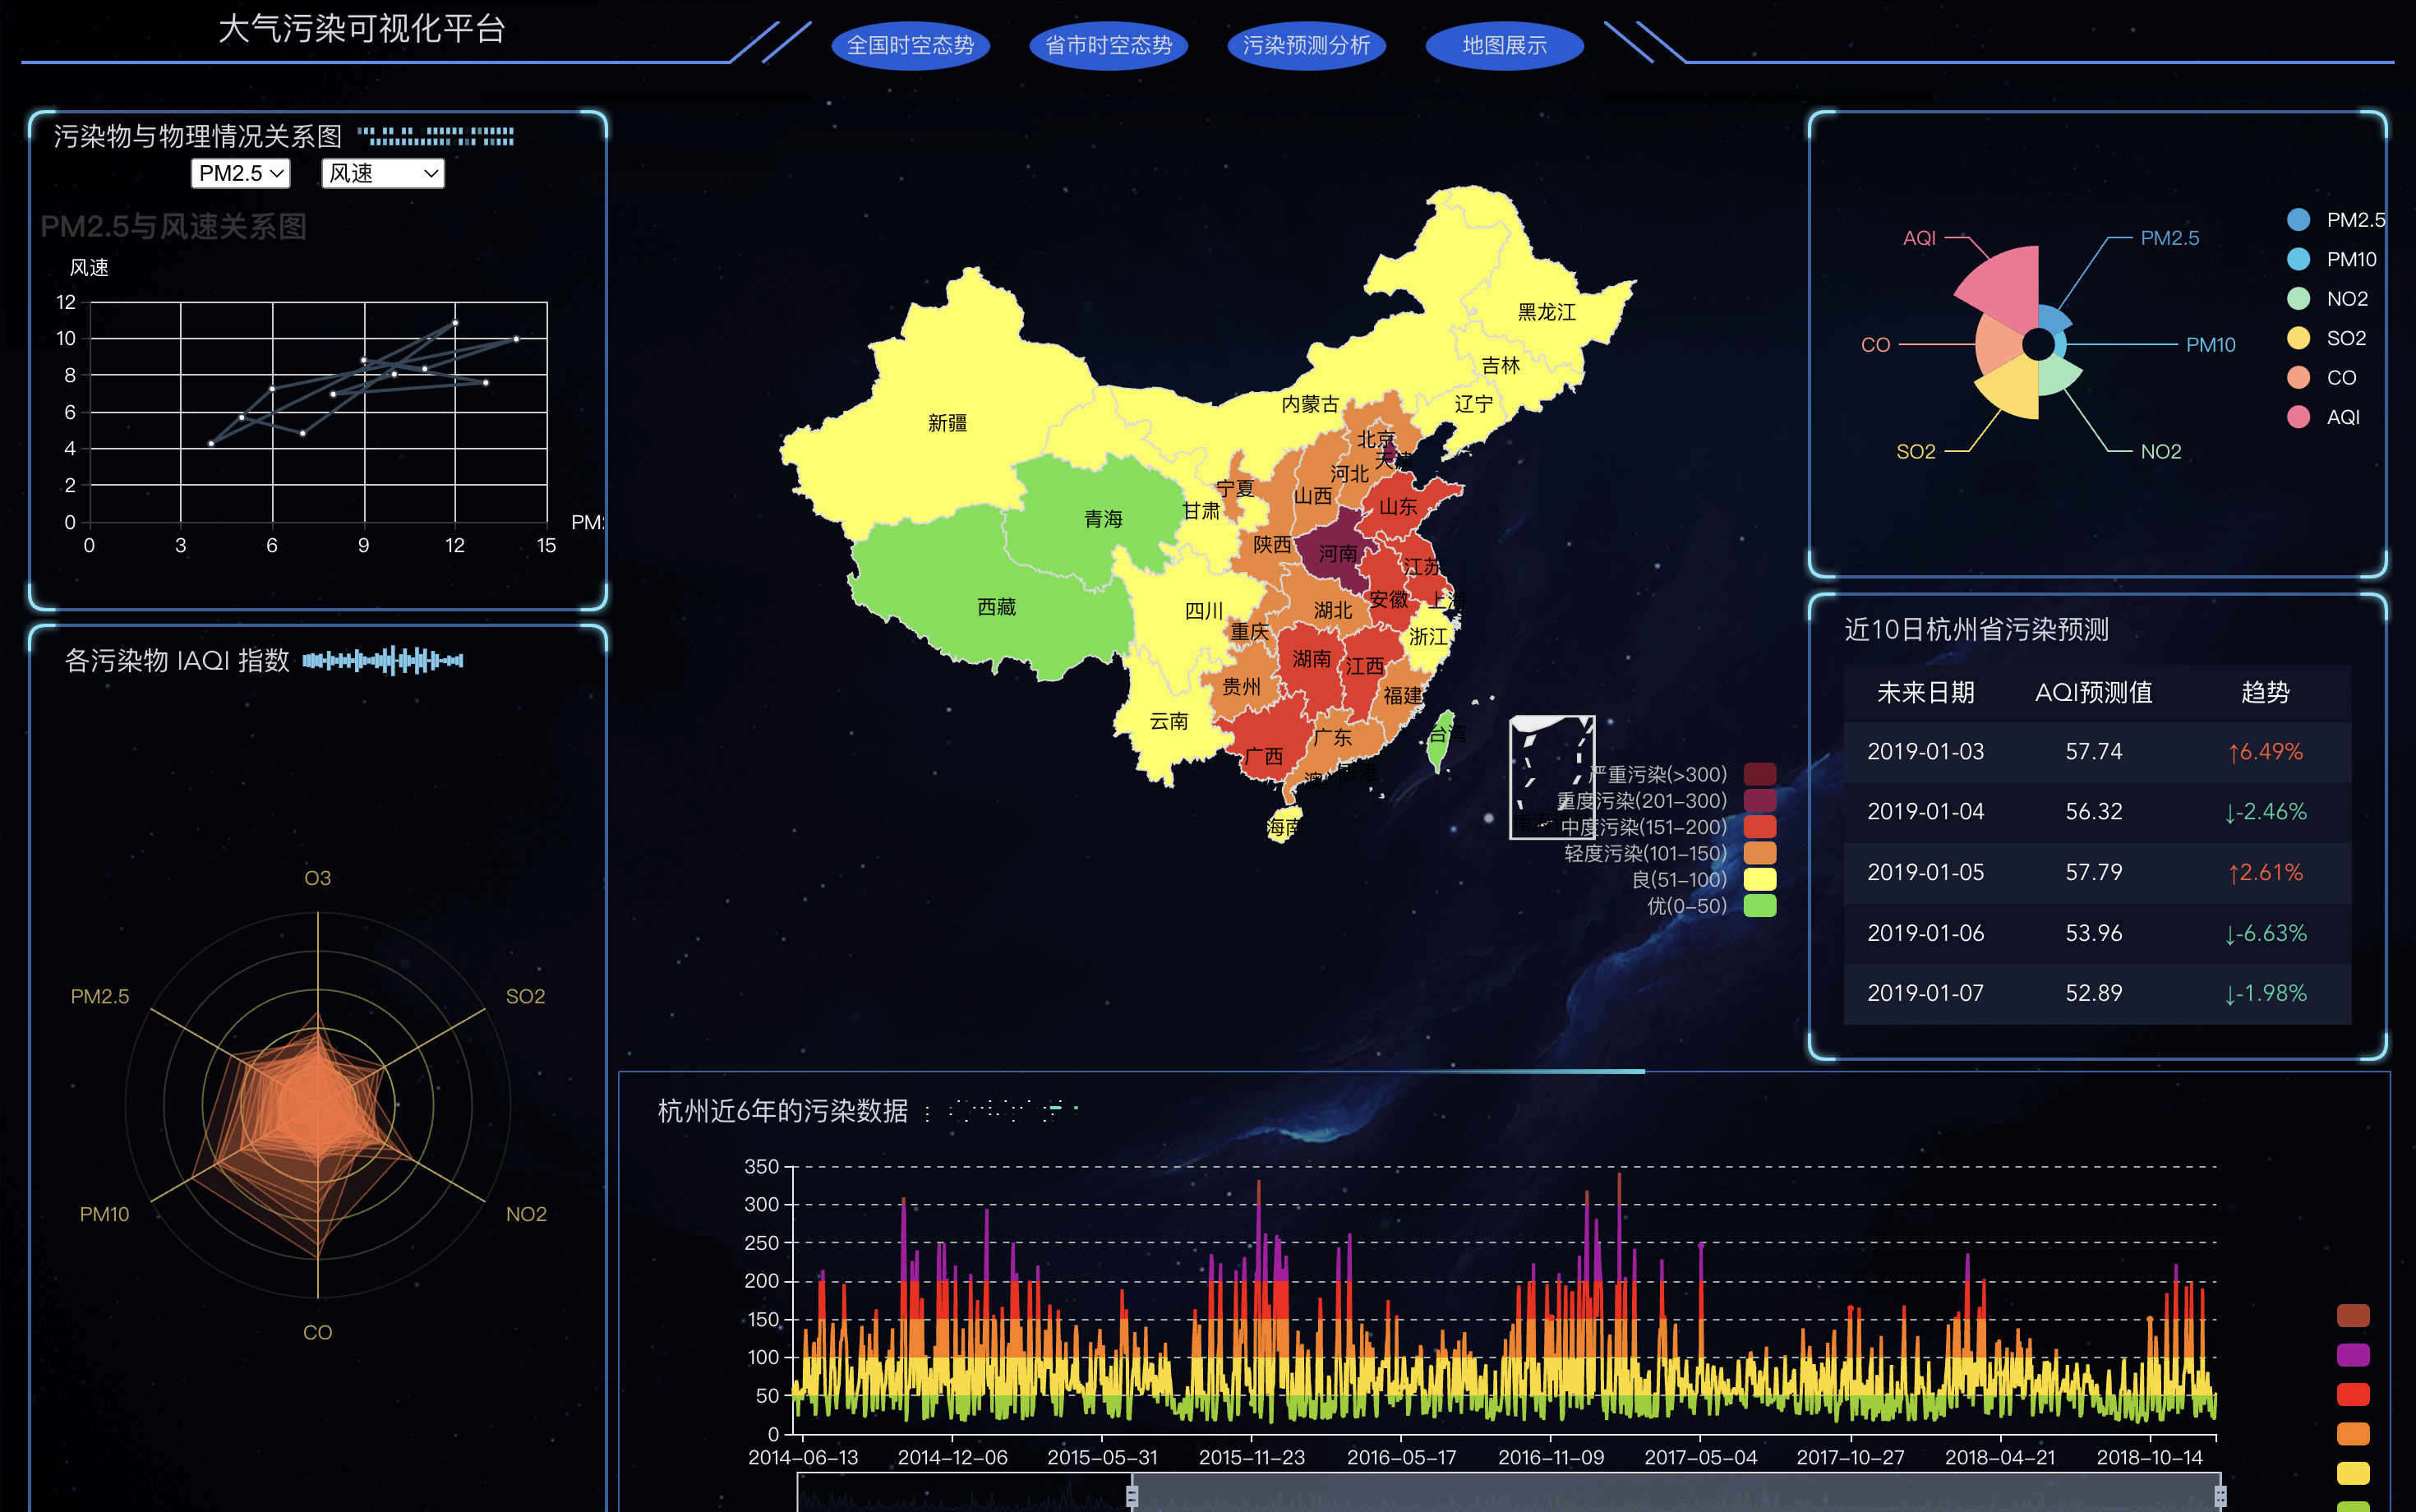 大气污染可视化平台
全国时空态势
省市时空态势
污染预测分析
地图展示
污染物与物理情况关系图
PM2.5
风速
PM2.5与风速关系图
风速
12
10
8
6
4
2
0
0 3 6 9 12 15
各污染物 IAQI 指数
O3
PM2.5
SO2
PM10
NO2
CO
黑龙江
吉林
内蒙古
辽宁
新疆
北京
天津
河北
宁夏
山西
山东
甘肃
青海
陕西
河南
江苏
安徽
上海
西藏
四川
湖北
重庆
浙江
湖南
江西
贵州
福建
云南
台湾
广东
广西
海南
严重污染(>300)
重度污染(201–300)
中度污染(151–200)
轻度污染(101–150)
良(51–100)
优(0–50)
AQI
PM2.5
CO
PM10
SO2
NO2
PM2.5
PM10
NO2
SO2
CO
AQI
近10日杭州省污染预测
未来日期 AQI预测值 趋势
2019-01-03 57.74 ↑6.49%
2019-01-04 56.32 ↓-2.46%
2019-01-05 57.79 ↑2.61%
2019-01-06 53.96 ↓-6.63%
2019-01-07 52.89 ↓-1.98%
杭州近6年的污染数据
350
300
250
200
150
100
50
0
2014–06–13 2014–12–06 2015–05–31 2015–11–23 2016–05–17 2016–11–09 2017–05–04 2017–10–27 2018–04–21 2018–10–14